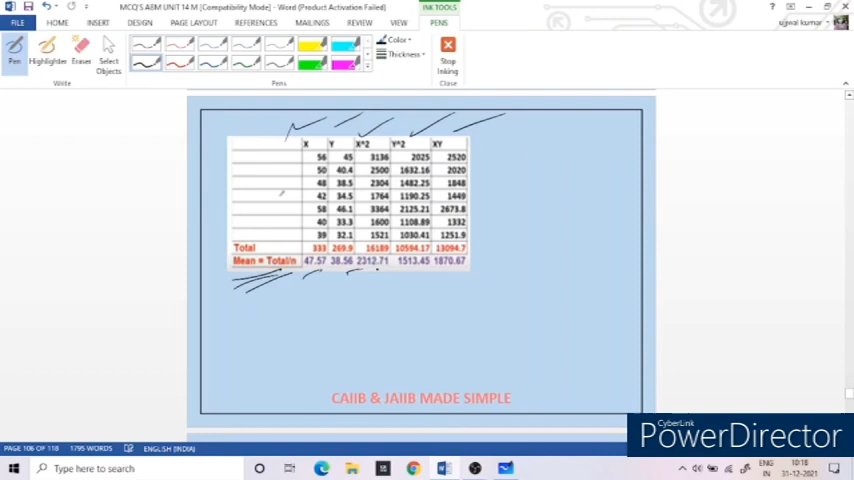 MCQ'S ABM UNIT 14 M [Compatibility Mode] - Word (Product Activation Failed)
INK TOOLS
FILE HOME INSERT DESIGN PAGE LAYOUT REFERENCES MAILINGS REVIEW VIEW PENS
ujjwal kumar
Pen Highlighter Eraser Select Objects
Color
Thickness
Stop Inking
Write Pens Close
X Y X^2 Y^2 XY
56 45 3136 2025 2520
50 40.4 2500 1632.16 2020
48 38.5 2304 1482.25 1848
42 34.5 1764 1190.25 1449
58 46.1 3364 2125.21 2673.8
40 33.3 1600 1108.89 1332
39 32.1 1521 1030.41 1251.9
Total 333 269.9 16189 10594.17 13094.7
Mean = Total/n 47.57 38.56 2312.71 1513.45 1870.67
CAIIB & JAIIB MADE SIMPLE
CyberLink
PowerDirector
PAGE 106 OF 118 1795 WORDS ENGLISH (INDIA)
Type here to search
ENG
IN
10:18
31-12-2021